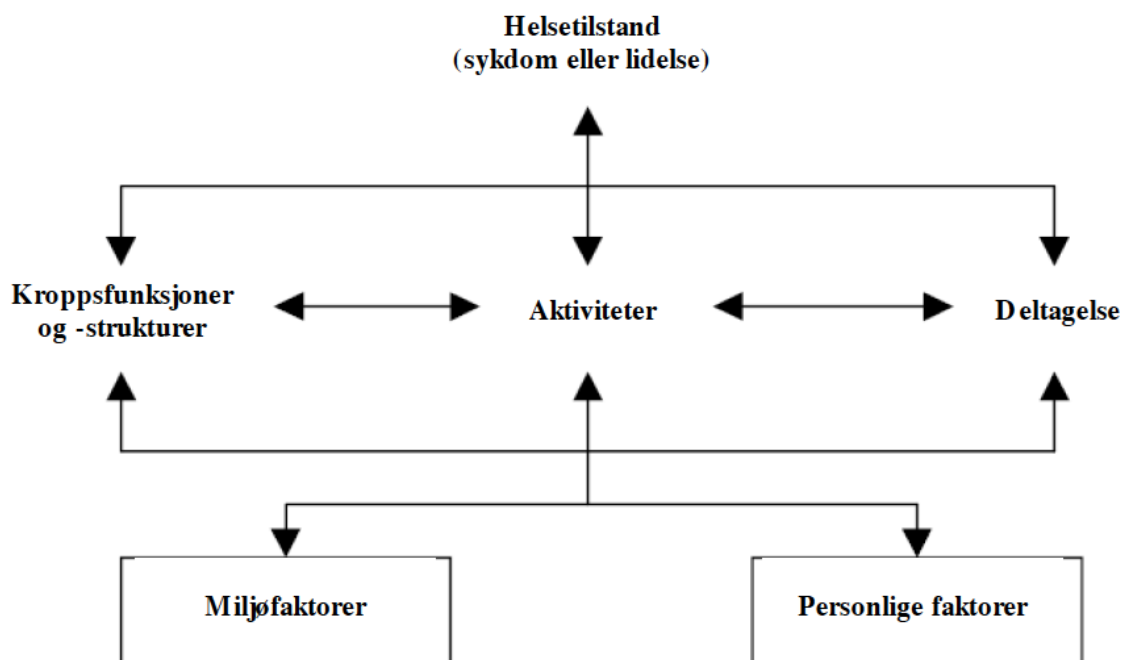 Helsetilstand
(sykdom eller lidelse)
Kroppsfunksjoner
og -strukturer
Aktiviteter
Deltagelse
Miljøfaktorer
Personlige faktorer